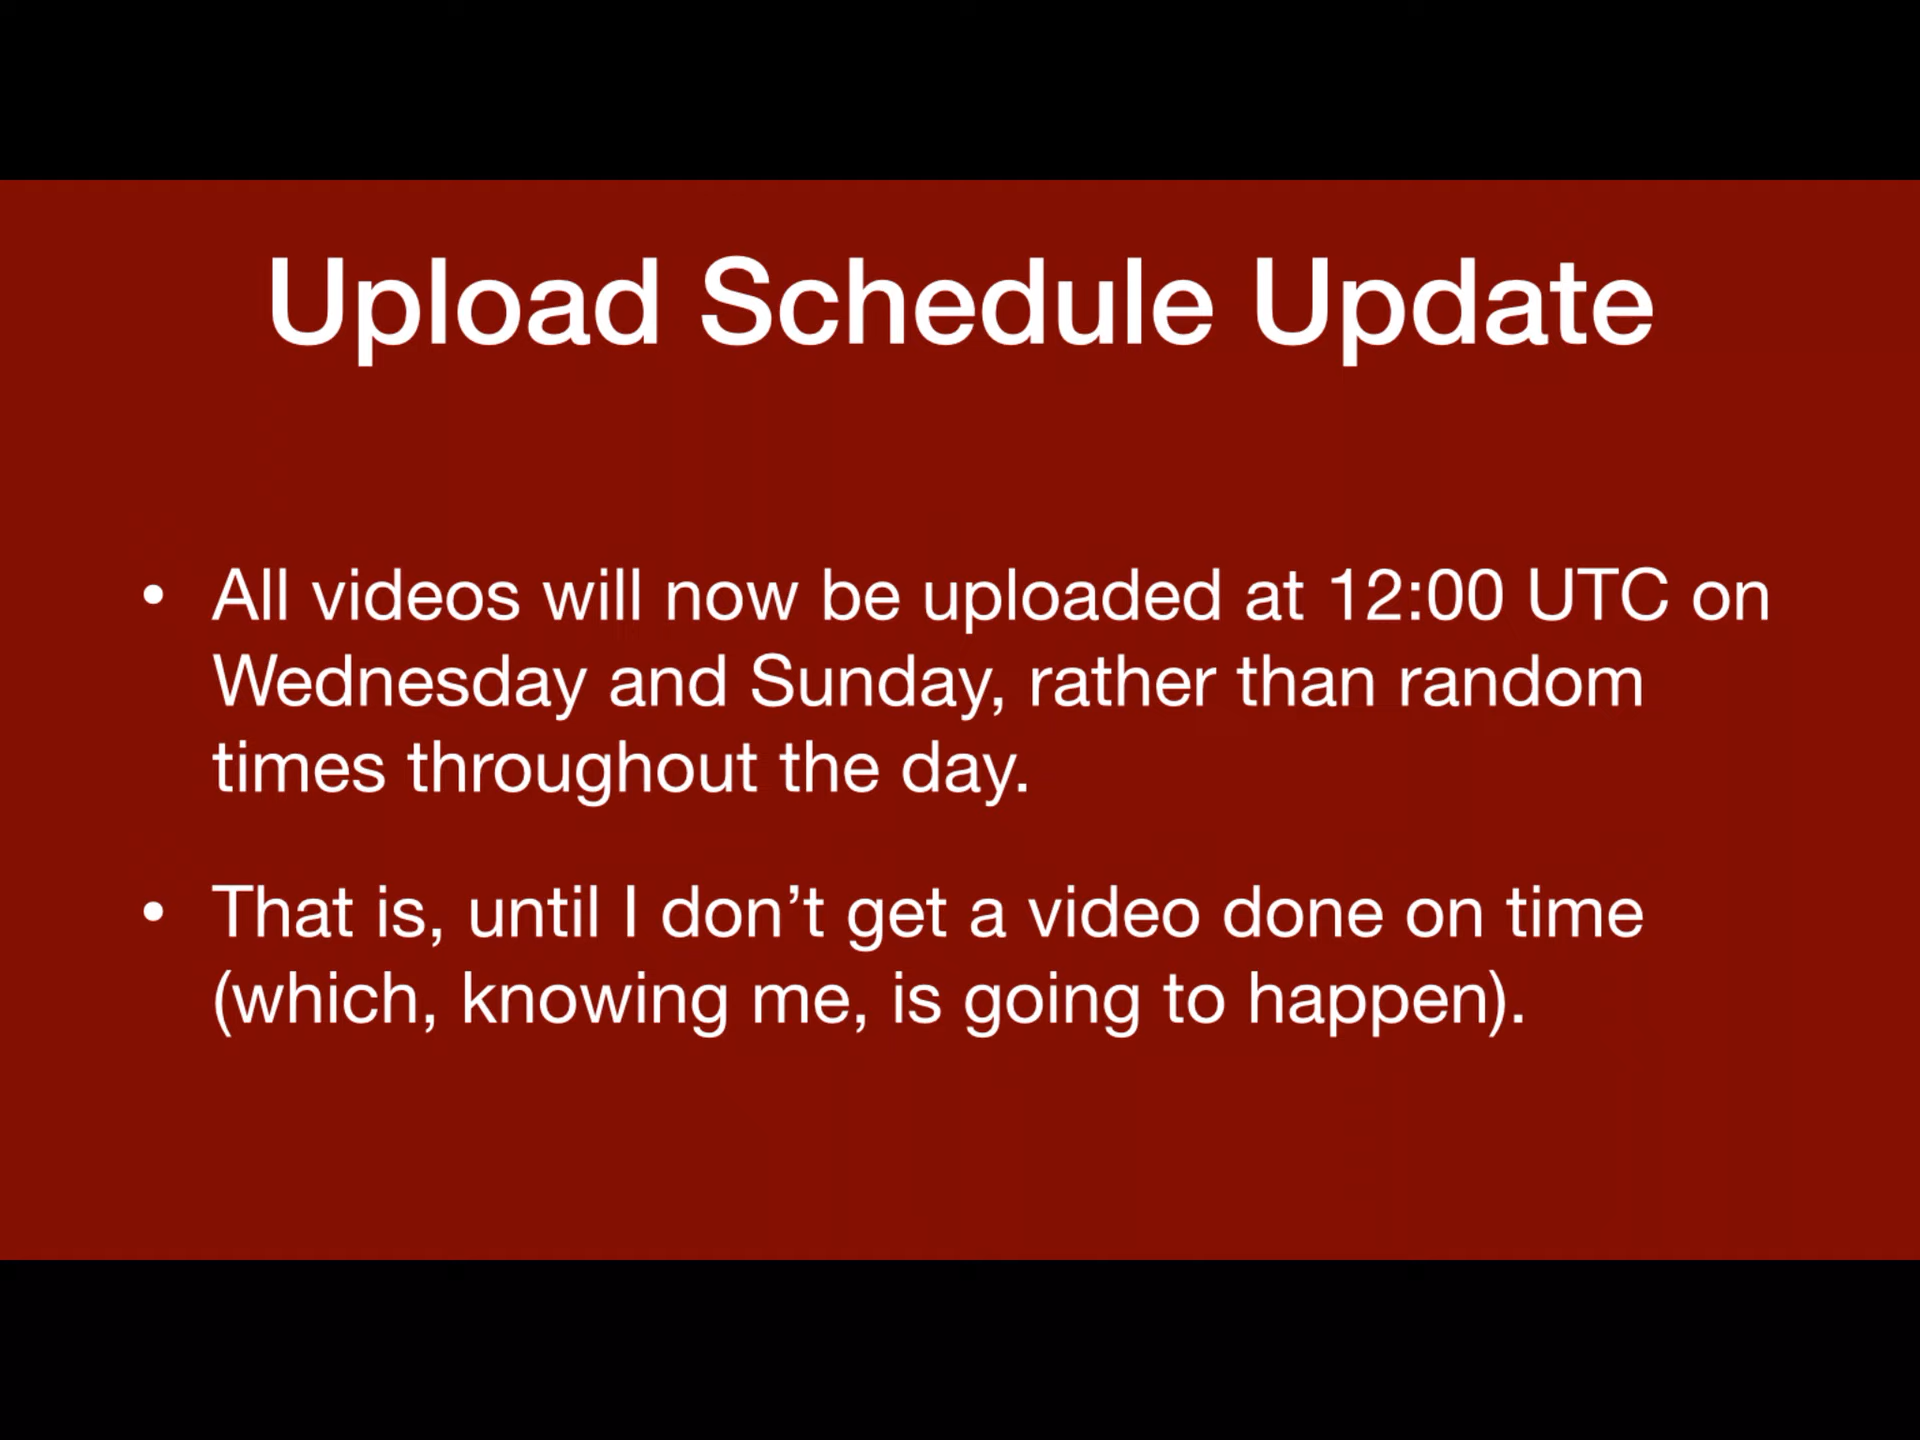 Upload Schedule Update
• All videos will now be uploaded at 12:00 UTC on
Wednesday and Sunday, rather than random
times throughout the day.
• That is, until I don’t get a video done on time
(which, knowing me, is going to happen).